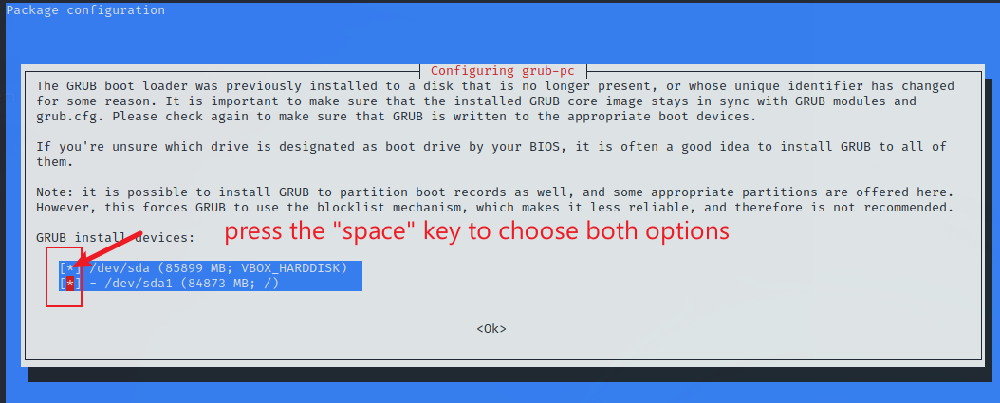 Package configuration
Configuring grub-pc
The GRUB boot loader was previously installed to a disk that is no longer present, or whose unique identifier has changed
for some reason. It is important to make sure that the installed GRUB core image stays in sync with GRUB modules and
grub.cfg. Please check again to make sure that GRUB is written to the appropriate boot devices.
If you're unsure which drive is designated as boot drive by your BIOS, it is often a good idea to install GRUB to all of
them.
Note: it is possible to install GRUB to partition boot records as well, and some appropriate partitions are offered here.
However, this forces GRUB to use the blocklist mechanism, which makes it less reliable, and therefore is not recommended.
GRUB install devices:
press the "space" key to choose both options
[*] /dev/sda (85899 MB; VBOX_HARDDISK)
[*] - /dev/sda1 (84873 MB; /)
<Ok>